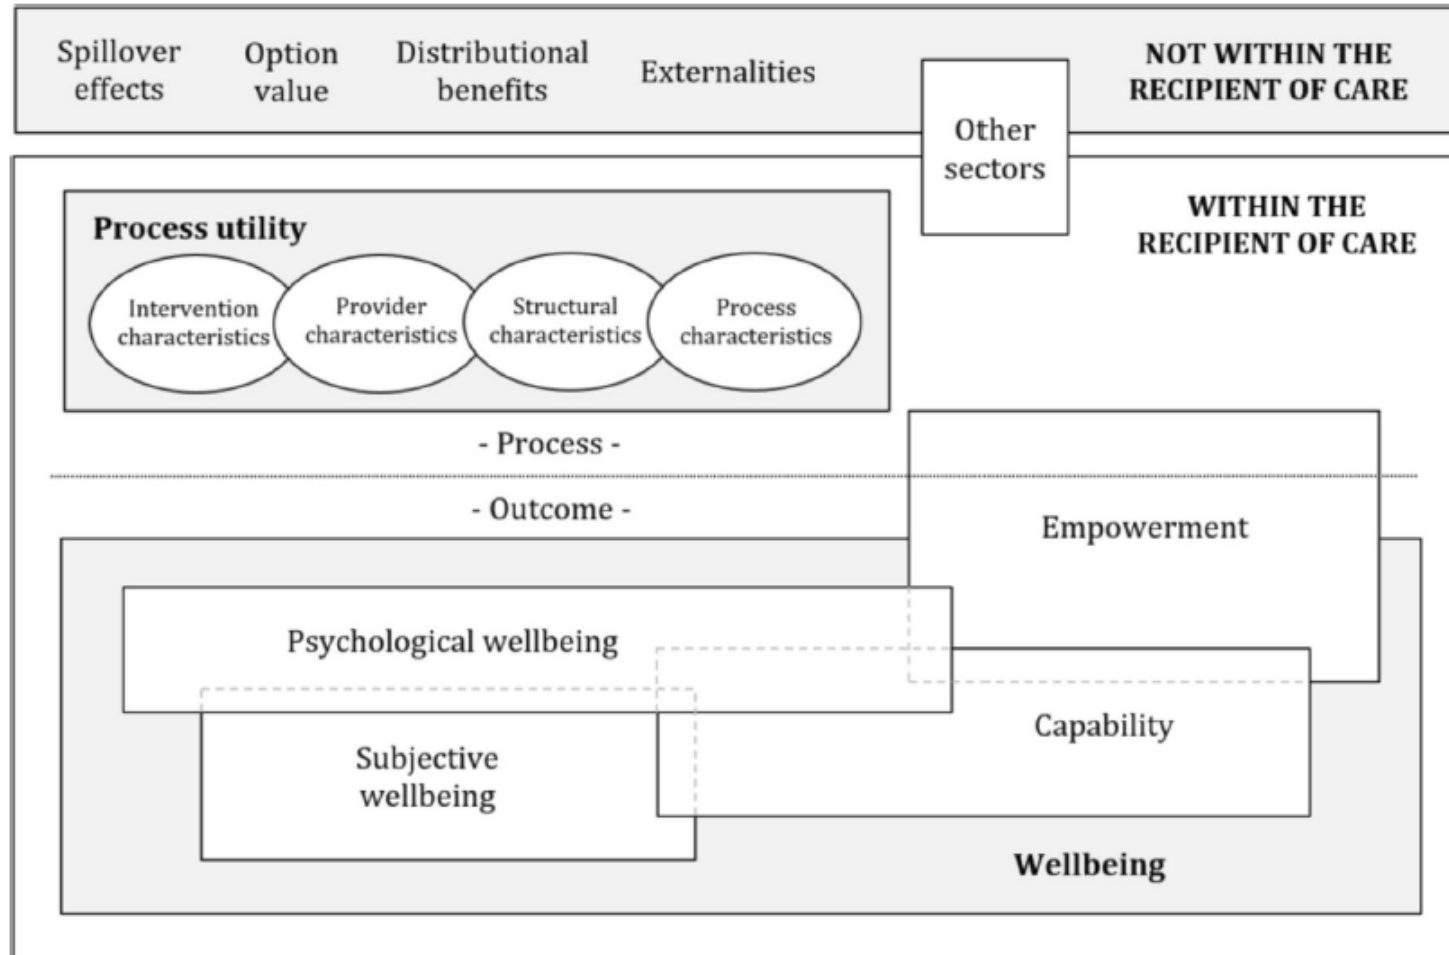 Spillover
effects
Option
value
Distributional
benefits
Externalities
Other
sectors
NOT WITHIN THE
RECIPIENT OF CARE
WITHIN THE
RECIPIENT OF CARE
Process utility
Intervention
characteristics
Provider
characteristics
Structural
characteristics
Process
characteristics
- Process -
- Outcome -
Empowerment
Psychological wellbeing
Capability
Subjective
wellbeing
Wellbeing